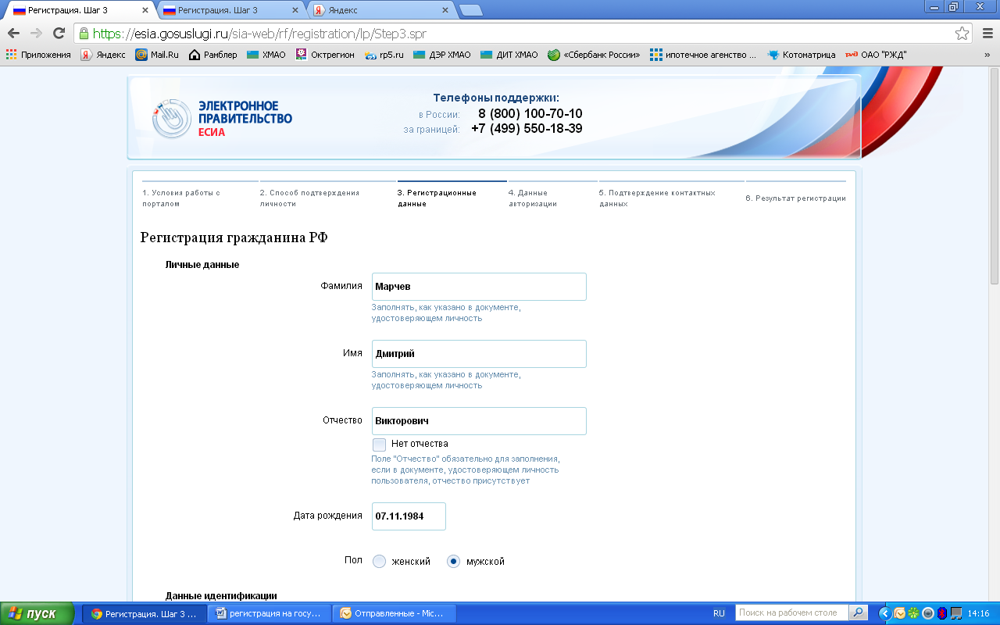 Регистрация. Шаг 3
Регистрация. Шаг 3
Яндекс
https://esia.gosuslugi.ru/sia-web/rf/registration/lp/Step3.spr
Приложения Яндекс Mail.Ru Рамблер ХМАО Октрегион rp5.ru ДЭР ХМАО ДИТ ХМАО «Сбербанк России» ипотечное агенство ... Котоматрица ОАО "РЖД" »
ЭЛЕКТРОННОЕ
ПРАВИТЕЛЬСТВО
ЕСИА
Телефоны поддержки:
в России: 8 (800) 100-70-10
за границей: +7 (499) 550-18-39
1. Условия работы с
порталом
2. Способ подтверждения
личности
3. Регистрационные
данные
4. Данные
авторизации
5. Подтверждение контактных
данных
6. Результат регистрации
Регистрация гражданина РФ
Личные данные
Фамилия Марчев
Заполнять, как указано в документе,
удостоверяющем личность
Имя Дмитрий
Заполнять, как указано в документе,
удостоверяющем личность
Отчество Викторович
Нет отчества
Поле "Отчество" обязательно для заполнения,
если в документе, удостоверяющем личность
пользователя, отчество присутствует
Дата рождения 07.11.1984
Пол женский мужской
Данные идентификации
пуск Регистрация. Шаг 3 ... регистрация на госу... Отправленные - Mic... RU Поиск на рабочем столе 14:16